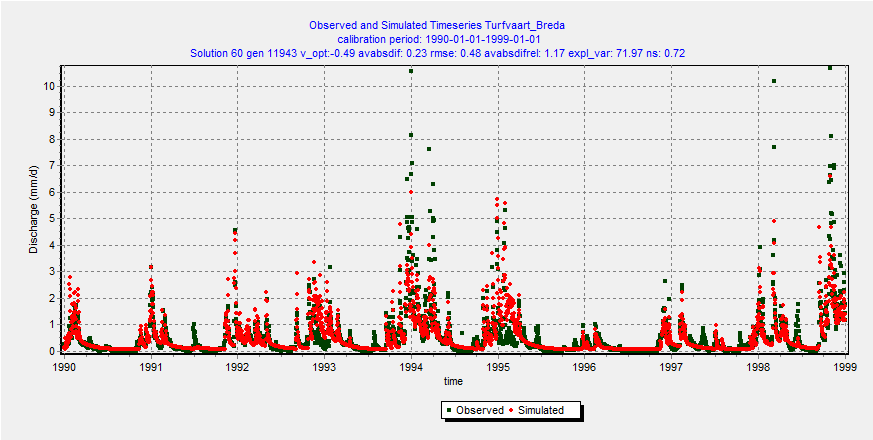 Observed and Simulated Timeseries Turfvaart_Breda
calibration period: 1990-01-01-1999-01-01
Solution 60 gen 11943 v_opt:-0.49 avabsdif: 0.23 rmse: 0.48 avabsdifrel: 1.17 expl_var: 71.97 ns: 0.72
Discharge (mm/d)
10
9
8
7
6
5
4
3
2
1
0
1990 1991 1992 1993 1994 1995 1996 1997 1998 1999
time
Observed Simulated